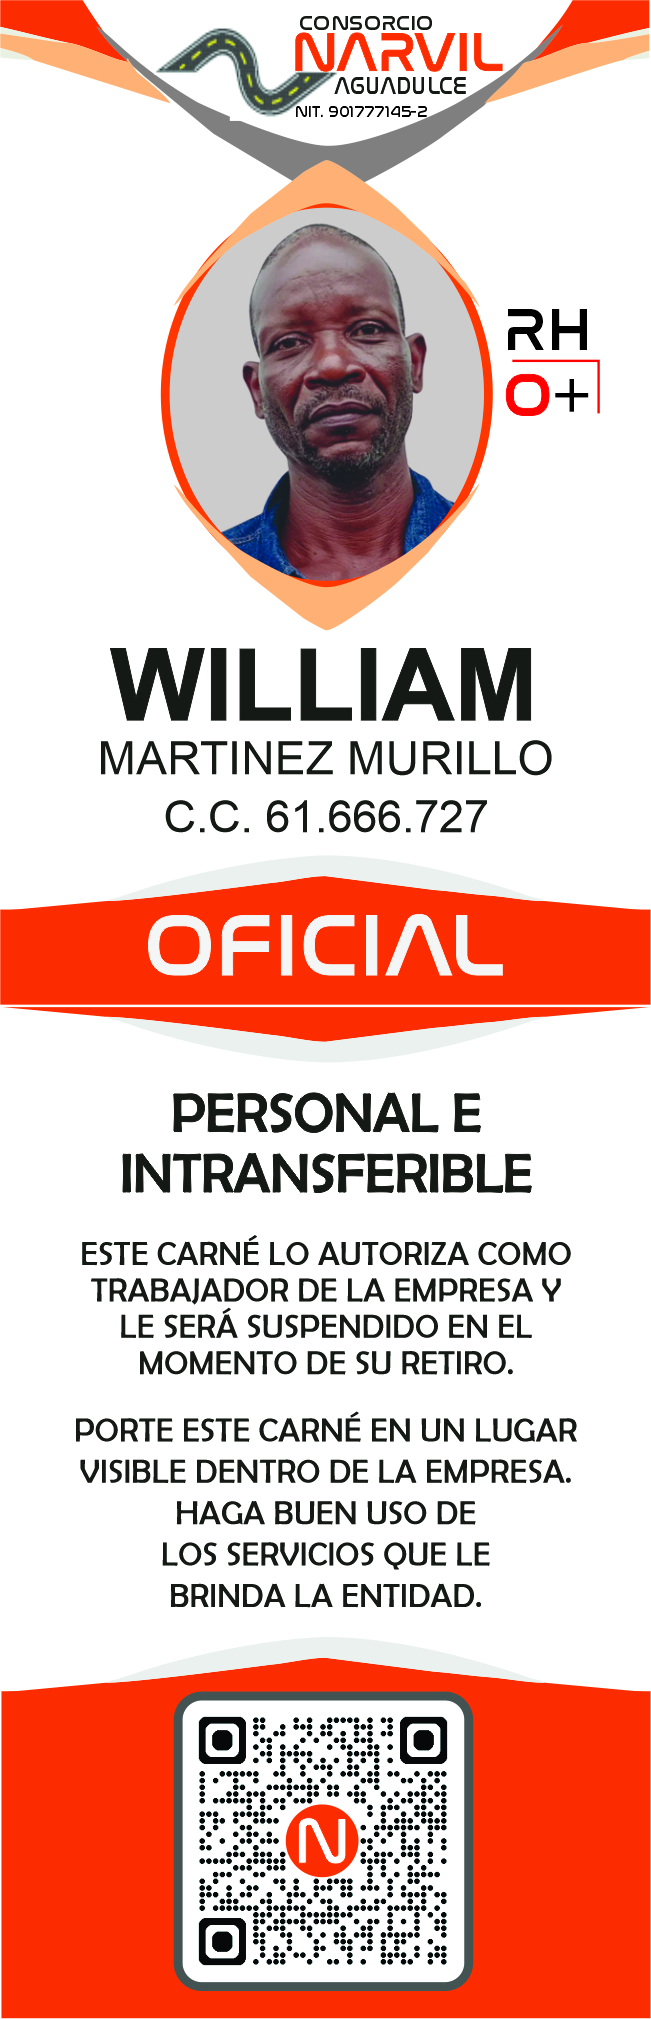 CONSORCIO
NARVIL
AGUADULCE
NIT. 901777145-2
RH
O+
WILLIAM
MARTINEZ MURILLO
C.C. 61.666.727
OFICIAL
PERSONAL E
INTRANSFERIBLE
ESTE CARNÉ LO AUTORIZA COMO
TRABAJADOR DE LA EMPRESA Y
LE SERÁ SUSPENDIDO EN EL
MOMENTO DE SU RETIRO.
PORTE ESTE CARNÉ EN UN LUGAR
VISIBLE DENTRO DE LA EMPRESA.
HAGA BUEN USO DE
LOS SERVICIOS QUE LE
BRINDA LA ENTIDAD.
N